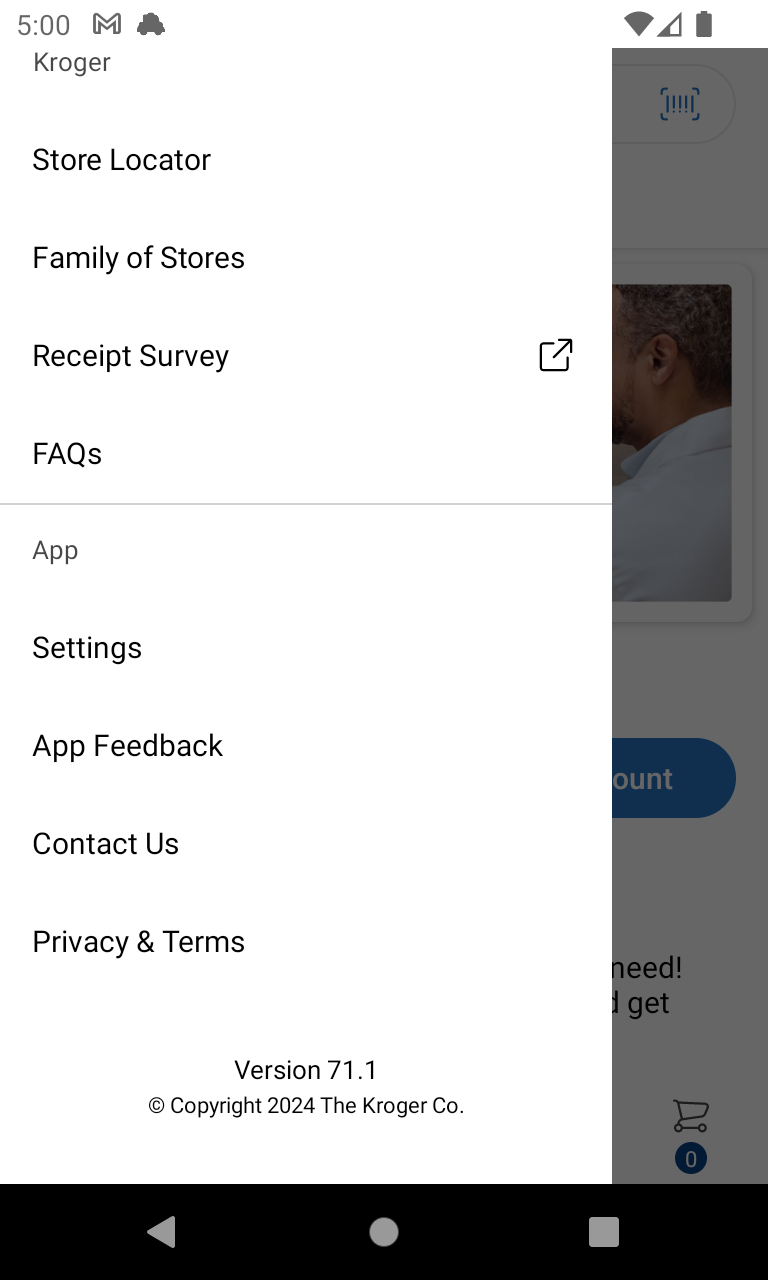 5:00
Kroger
Store Locator
Family of Stores
Receipt Survey
FAQs
App
Settings
App Feedback
ount
Contact Us
Privacy & Terms
need!
get
Version 71.1
© Copyright 2024 The Kroger Co.
0